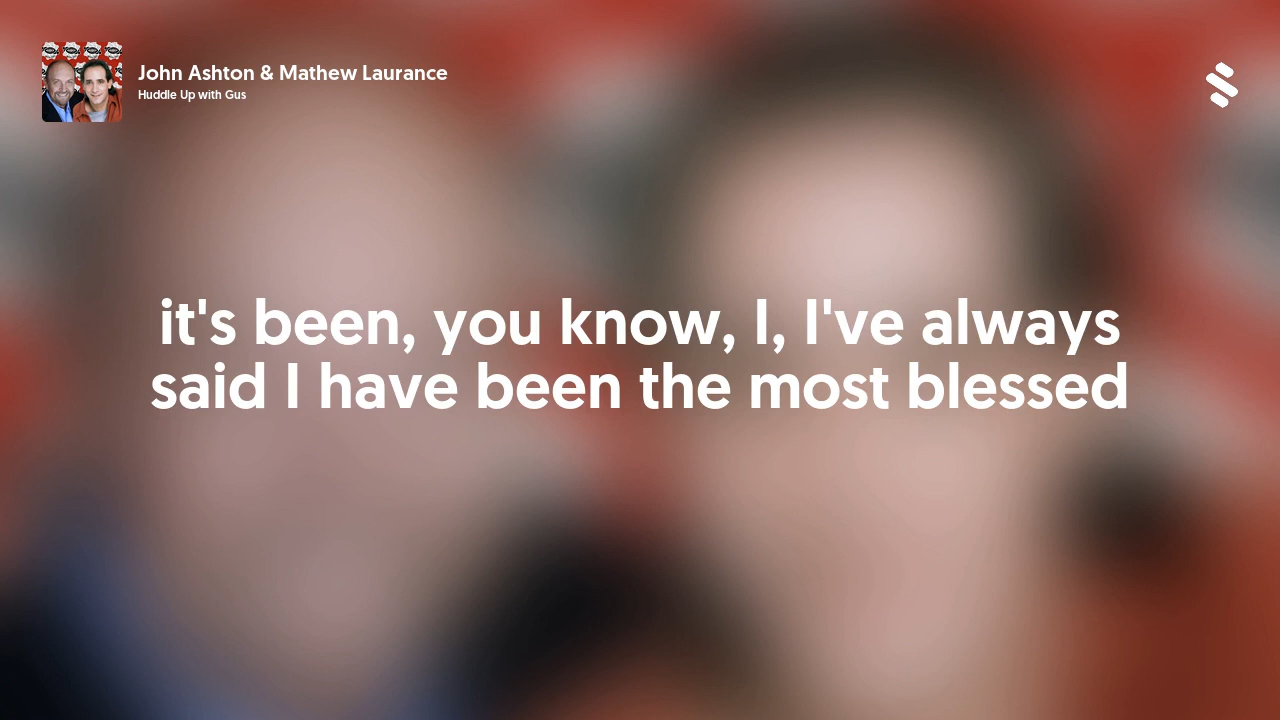 John Ashton & Mathew Laurance
Huddle Up with Gus
it's been, you know, I, I've always
said I have been the most blessed